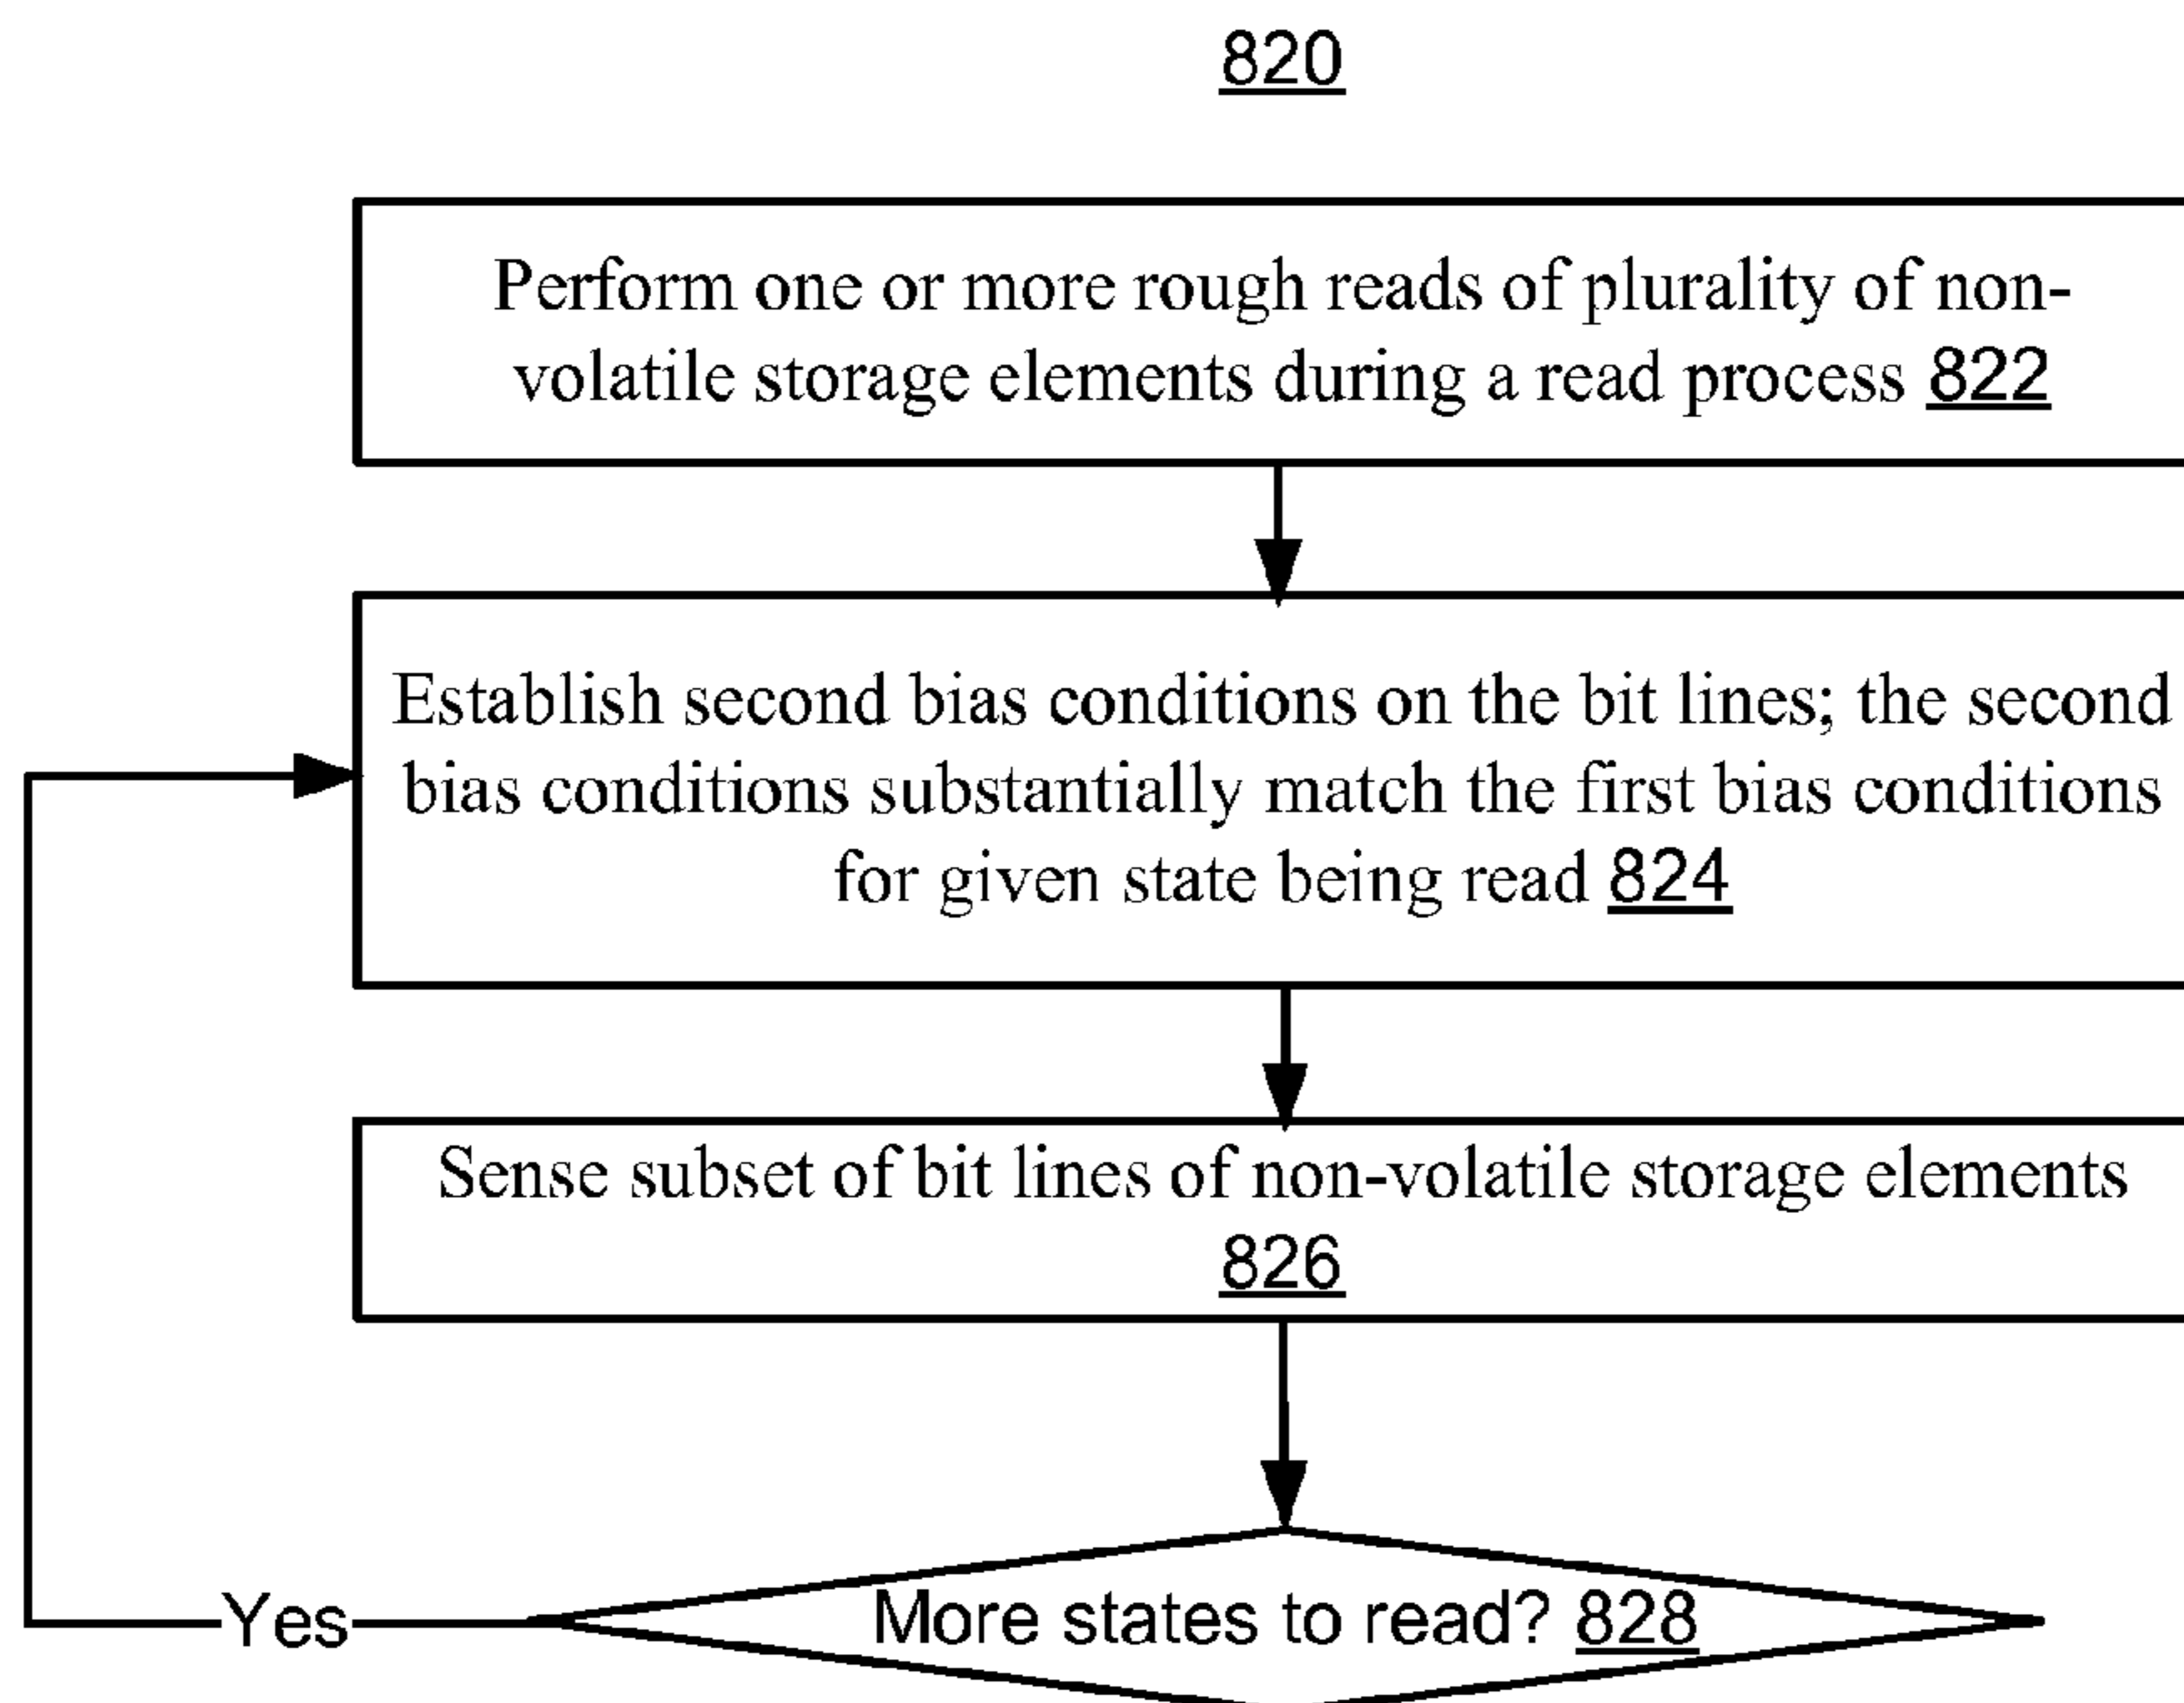 820
Perform one or more rough reads of plurality of non-
volatile storage elements during a read process 822
Establish second bias conditions on the bit lines; the second
bias conditions substantially match the first bias conditions
for given state being read 824
Sense subset of bit lines of non-volatile storage elements
826
More states to read? 828
Yes